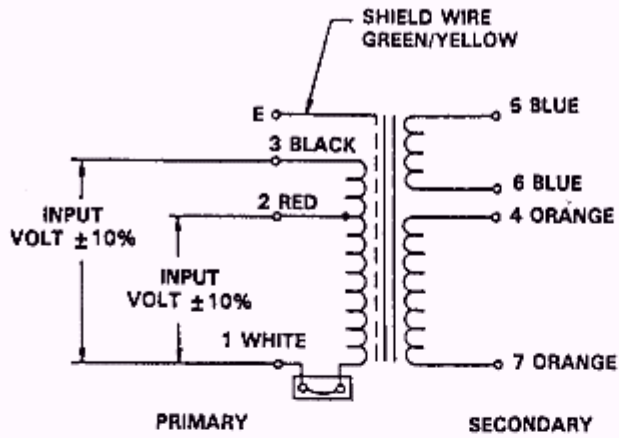 SHIELD WIRE
GREEN/YELLOW
E
5 BLUE
3 BLACK
6 BLUE
2 RED
4 ORANGE
INPUT
VOLT ±10%
INPUT
VOLT ±10%
1 WHITE
7 ORANGE
PRIMARY
SECONDARY